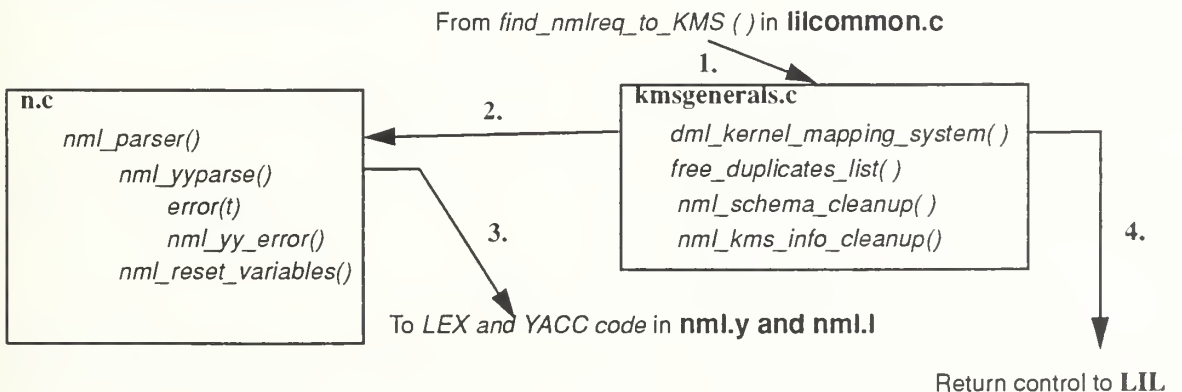 From find_nmlreq_to_KMS ( ) in lilcommon.c
1.
n.c
nml_parser()
nml_yyparse()
error(t)
nml_yy_error()
nml_reset_variables()
2.
kmsgenerals.c
dml_kernel_mapping_system( )
free_duplicates_list( )
nml_schema_cleanup( )
nml_kms_info_cleanup()
3.
4.
To LEX and YACC code in nml.y and nml.l
Return control to LIL